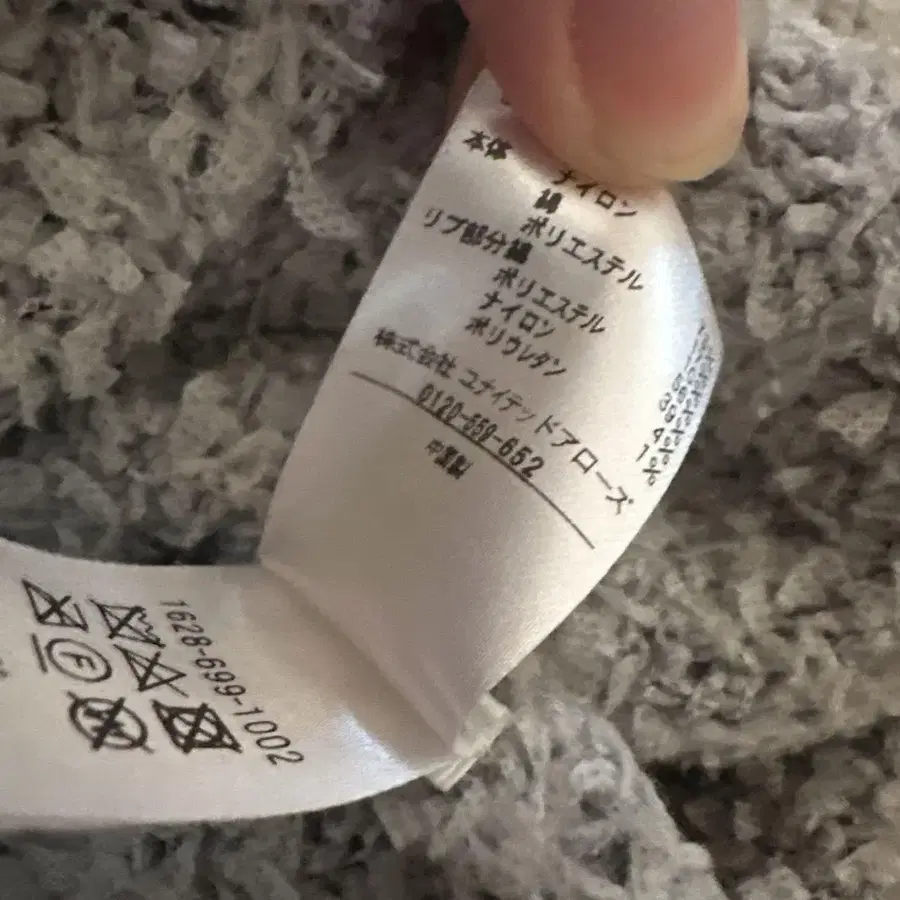 本体 ナイロン
綿
ポリエステル
リブ部分綿
ポリエステル
ナイロン
ポリウレタン
株式会社 ユナイテッドアローズ
0120-659-652
中国製
1628-699-1002
F